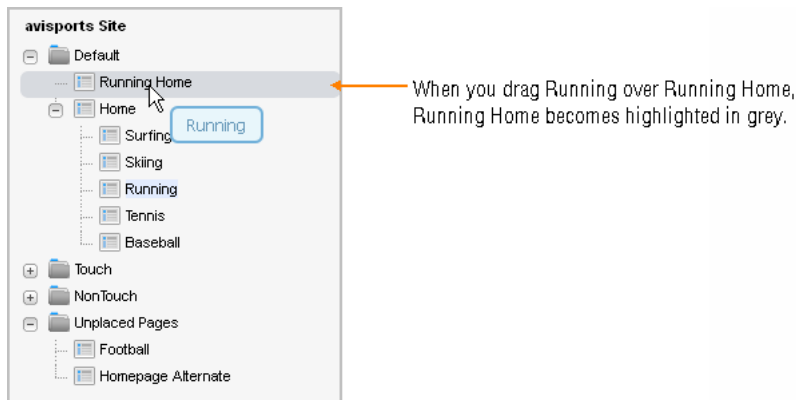 avisports Site
Default
Running Home
Home
Running
Surfing
Skiing
Running
Tennis
Baseball
Touch
NonTouch
Unplaced Pages
Football
Homepage Alternate
When you drag Running over Running Home,
Running Home becomes highlighted in grey.